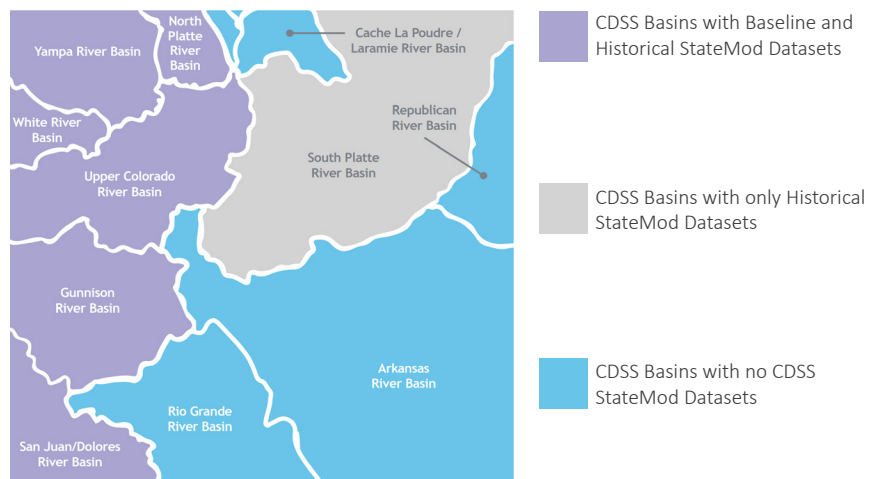 Yampa River Basin
North
Platte
River
Basin
Cache La Poudre /
Laramie River Basin
White River
Basin
Republican
River Basin
Upper Colorado
River Basin
South Platte
River Basin
Gunnison
River Basin
Arkansas
River Basin
Rio Grande
River Basin
San Juan/Dolores
River Basin
CDSS Basins with Baseline and
Historical StateMod Datasets
CDSS Basins with only Historical
StateMod Datasets
CDSS Basins with no CDSS
StateMod Datasets